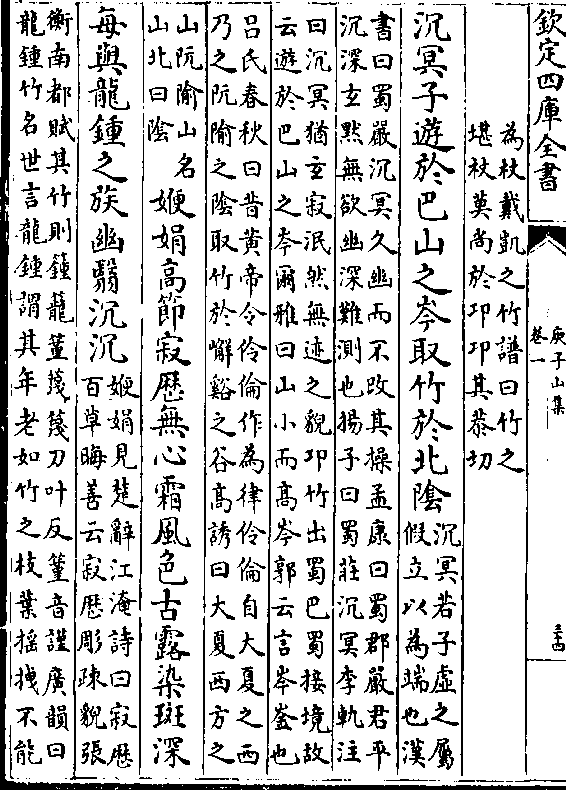 欽定四庫全書
庾子山集
卷一
三十四
為杖戴凱之竹譜曰竹之
堪杖莫尚於卭卭其恭切
沉冥子遊於巴山之岑取竹於北陰
沉冥若子虛之屬
假立以為端也漢
書曰蜀嚴沉冥久幽而不改其操孟康曰蜀郡嚴君平
沉深玄黙無欲幽深難測也揚子曰蜀莊沉冥李軌注
曰沉冥猶玄寂泯然無迹之貌卭竹出蜀巴蜀接境故
云遊於巴山之岑爾雅曰山小而高岑郭云言岑崟也
呂氏春秋曰昔黃帝令伶倫作為律伶倫自大夏之西
乃之阮隃之陰取竹於嶰谿之谷高誘曰大夏西方之
山阮隃山名
山北曰陰
㛹娟高節寂歷無心霜風色古露染斑深
每與龍鍾之族幽翳沉沉
㛹娟見楚辭江淹詩曰寂歷
百草晦善云寂歷彫疎貌張
衡南都賦其竹則籦籠䈽篾篾刀叶反䈽音謹廣韻曰
龍鍾竹名世言龍鍾謂其年老如竹之枝葉搖拽不能